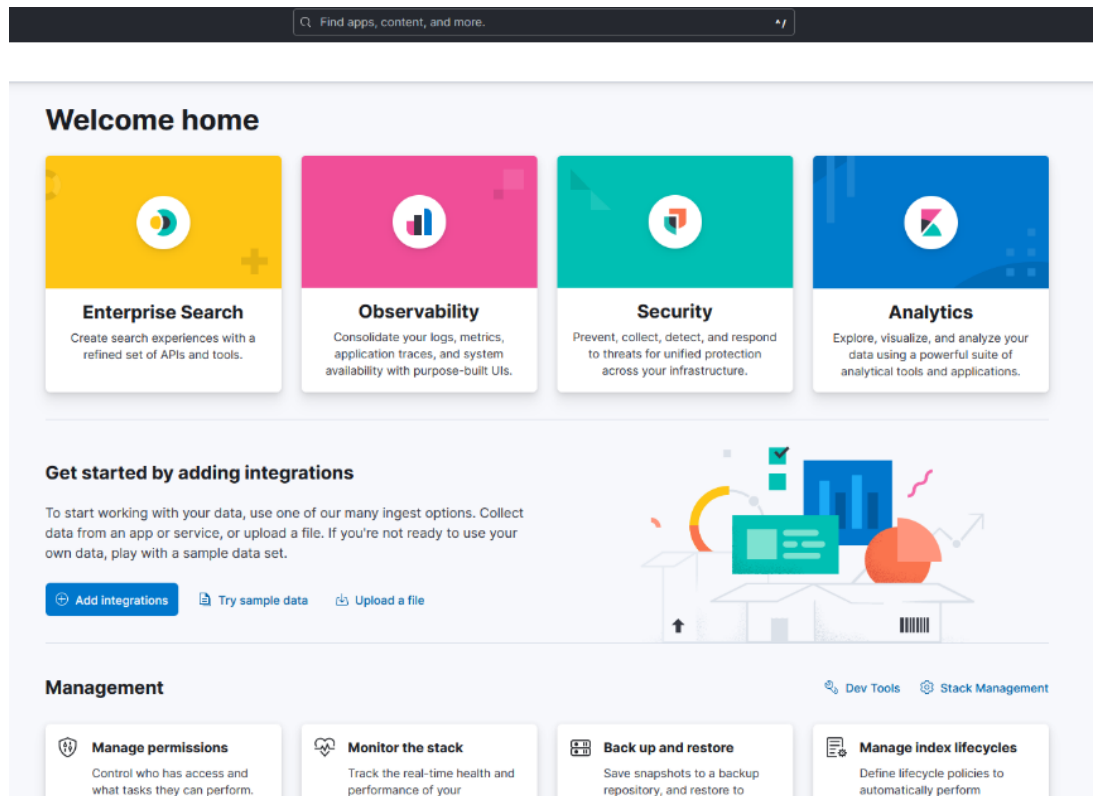 Find apps, content, and more.
^/
Welcome home
Enterprise Search
Create search experiences with a
refined set of APIs and tools.
Observability
Consolidate your logs, metrics,
application traces, and system
availability with purpose-built UIs.
Security
Prevent, collect, detect, and respond
to threats for unified protection
across your infrastructure.
Analytics
Explore, visualize, and analyze your
data using a powerful suite of
analytical tools and applications.
Get started by adding integrations
To start working with your data, use one of our many ingest options. Collect
data from an app or service, or upload a file. If you're not ready to use your
own data, play with a sample data set.
Add integrations
Try sample data
Upload a file
Management
Dev Tools
Stack Management
Manage permissions
Control who has access and
what tasks they can perform.
Monitor the stack
Track the real-time health and
performance of your
Back up and restore
Save snapshots to a backup
repository, and restore to
Manage index lifecycles
Define lifecycle policies to
automatically perform